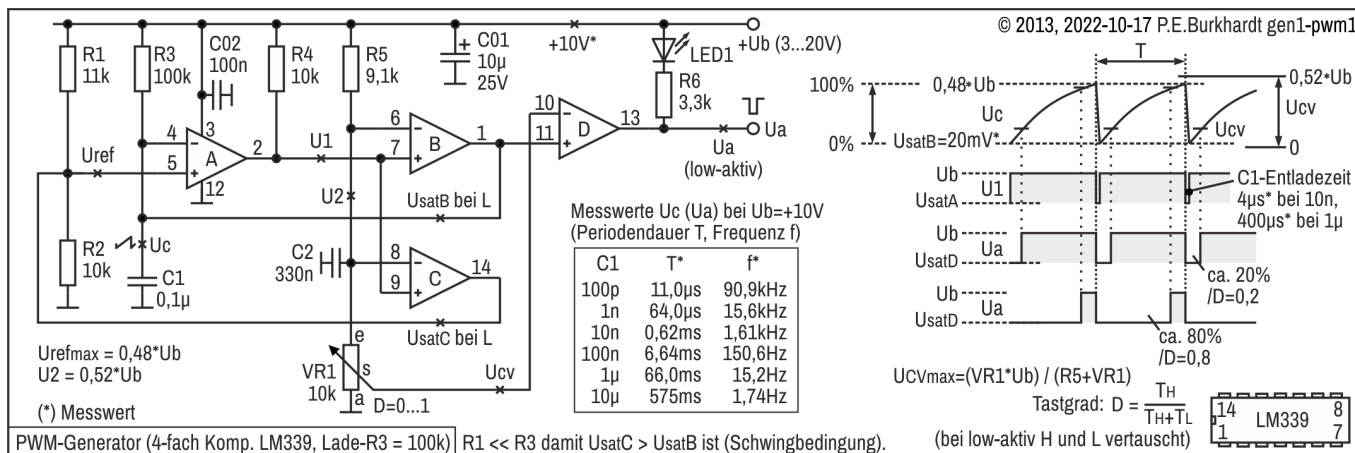 © 2013, 2022-10-17 P.E.Burkhardt gen1-pwm1
R1
11k
R3
100k
C02
100n
R4
10k
R5
9,1k
C01
10µ
25V
+10V*
LED1
+Ub (3...20V)
R6
3,3k
Ua
Ua
(low-aktiv)
Uref
4
5
3
A
2
12
U1
6
7
B
1
10
11
D
13
U2
UsatB bei L
R2
10k
Uc
C1
0,1µ
C2
330n
8
9
C
14
UsatC bei L
e
s
a
VR1
10k
D=0...1
Ucv
Urefmax = 0,48*Ub
U2 = 0,52*Ub
(*) Messwert
Messwerte Uc (Ua) bei Ub=+10V
(Periodendauer T, Frequenz f)
C1 T* f*
100p 11,0µs 90,9kHz
1n 64,0µs 15,6kHz
10n 0,62ms 1,61kHz
100n 6,64ms 150,6Hz
1µ 66,0ms 15,2Hz
10µ 575ms 1,74Hz
T
100%
0,48*Ub
0,52*Ub
Uc
Ucv
Ucv
0%
UsatB=20mV*
0
Ub
U1
UsatA
C1-Entladezeit
4µs* bei 10n,
400µs* bei 1µ
Ub
Ua
UsatD
ca. 20%
/D=0,2
Ub
Ua
UsatD
ca. 80%
/D=0,8
UCVmax=(VR1*Ub) / (R5+VR1)
Tastgrad: D = TH
TH+TL
(bei low-aktiv H und L vertauscht)
14 8
LM339
1 7
PWM-Generator (4-fach Komp. LM339, Lade-R3 = 100k)
R1 << R3 damit UsatC > UsatB ist (Schwingbedingung).